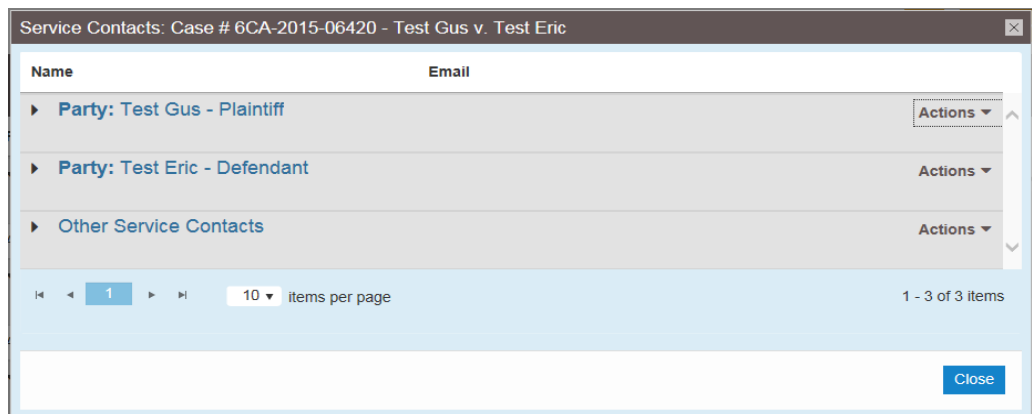 Service Contacts: Case # 6CA-2015-06420 - Test Gus v. Test Eric
Name Email
Party: Test Gus - Plaintiff Actions
Party: Test Eric - Defendant Actions
Other Service Contacts Actions
1 10 items per page 1 - 3 of 3 items
Close